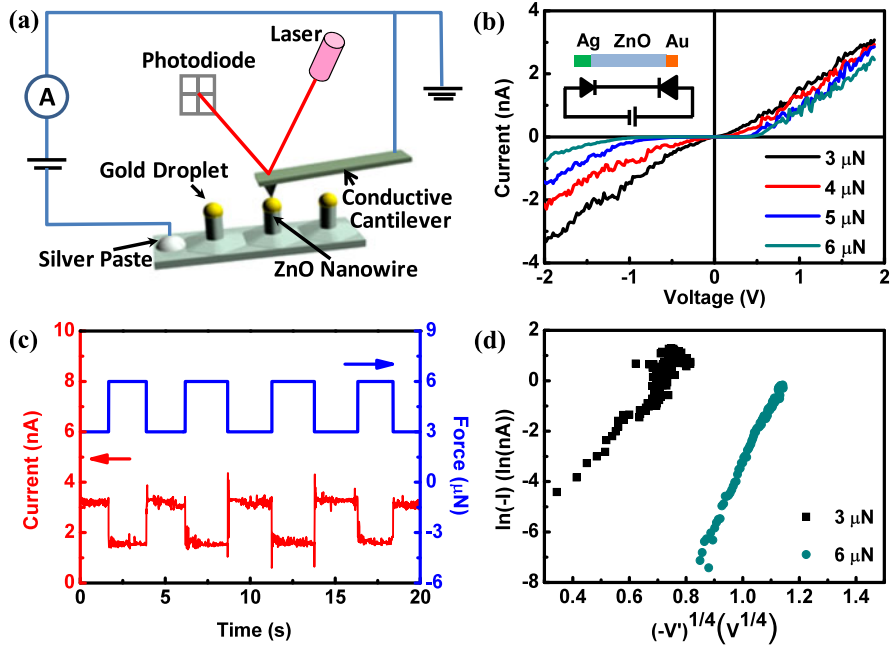 (a)
Laser
Photodiode
A
Gold Droplet
Conductive
Cantilever
Silver Paste
ZnO Nanowire
(b)
Current (nA)
4
2
0
-2
-4
Ag ZnO Au
3 μN
4 μN
5 μN
6 μN
-2 -1 0 1 2
Voltage (V)
(c)
Current (nA)
10
8
6
4
2
0
9
6
3
0
-3
-6
Force (μN)
0 5 10 15 20
Time (s)
(d)
ln(-I) (ln(nA))
2
0
-2
-4
-6
-8
3 μN
6 μN
0.4 0.6 0.8 1.0 1.2 1.4
(-V')^1/4(V^1/4)